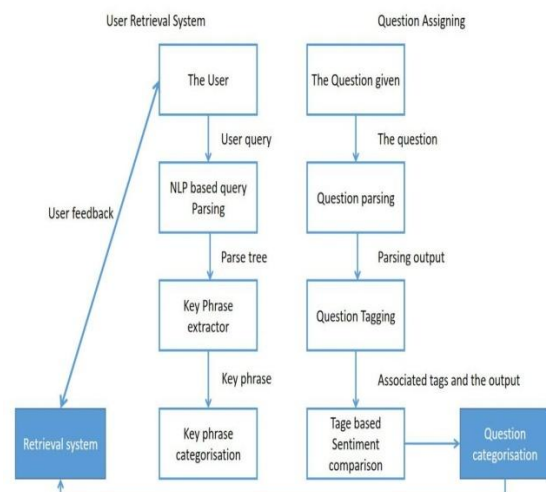 User Retrieval System
Question Assigning
The User
The Question given
User query
The question
NLP based query
Parsing
Question parsing
User feedback
Parse tree
Parsing output
Key Phrase
extractor
Question Tagging
Key phrase
Associated tags and the output
Retrieval system
Key phrase
categorisation
Tage based
Sentiment
comparison
Question
categorisation